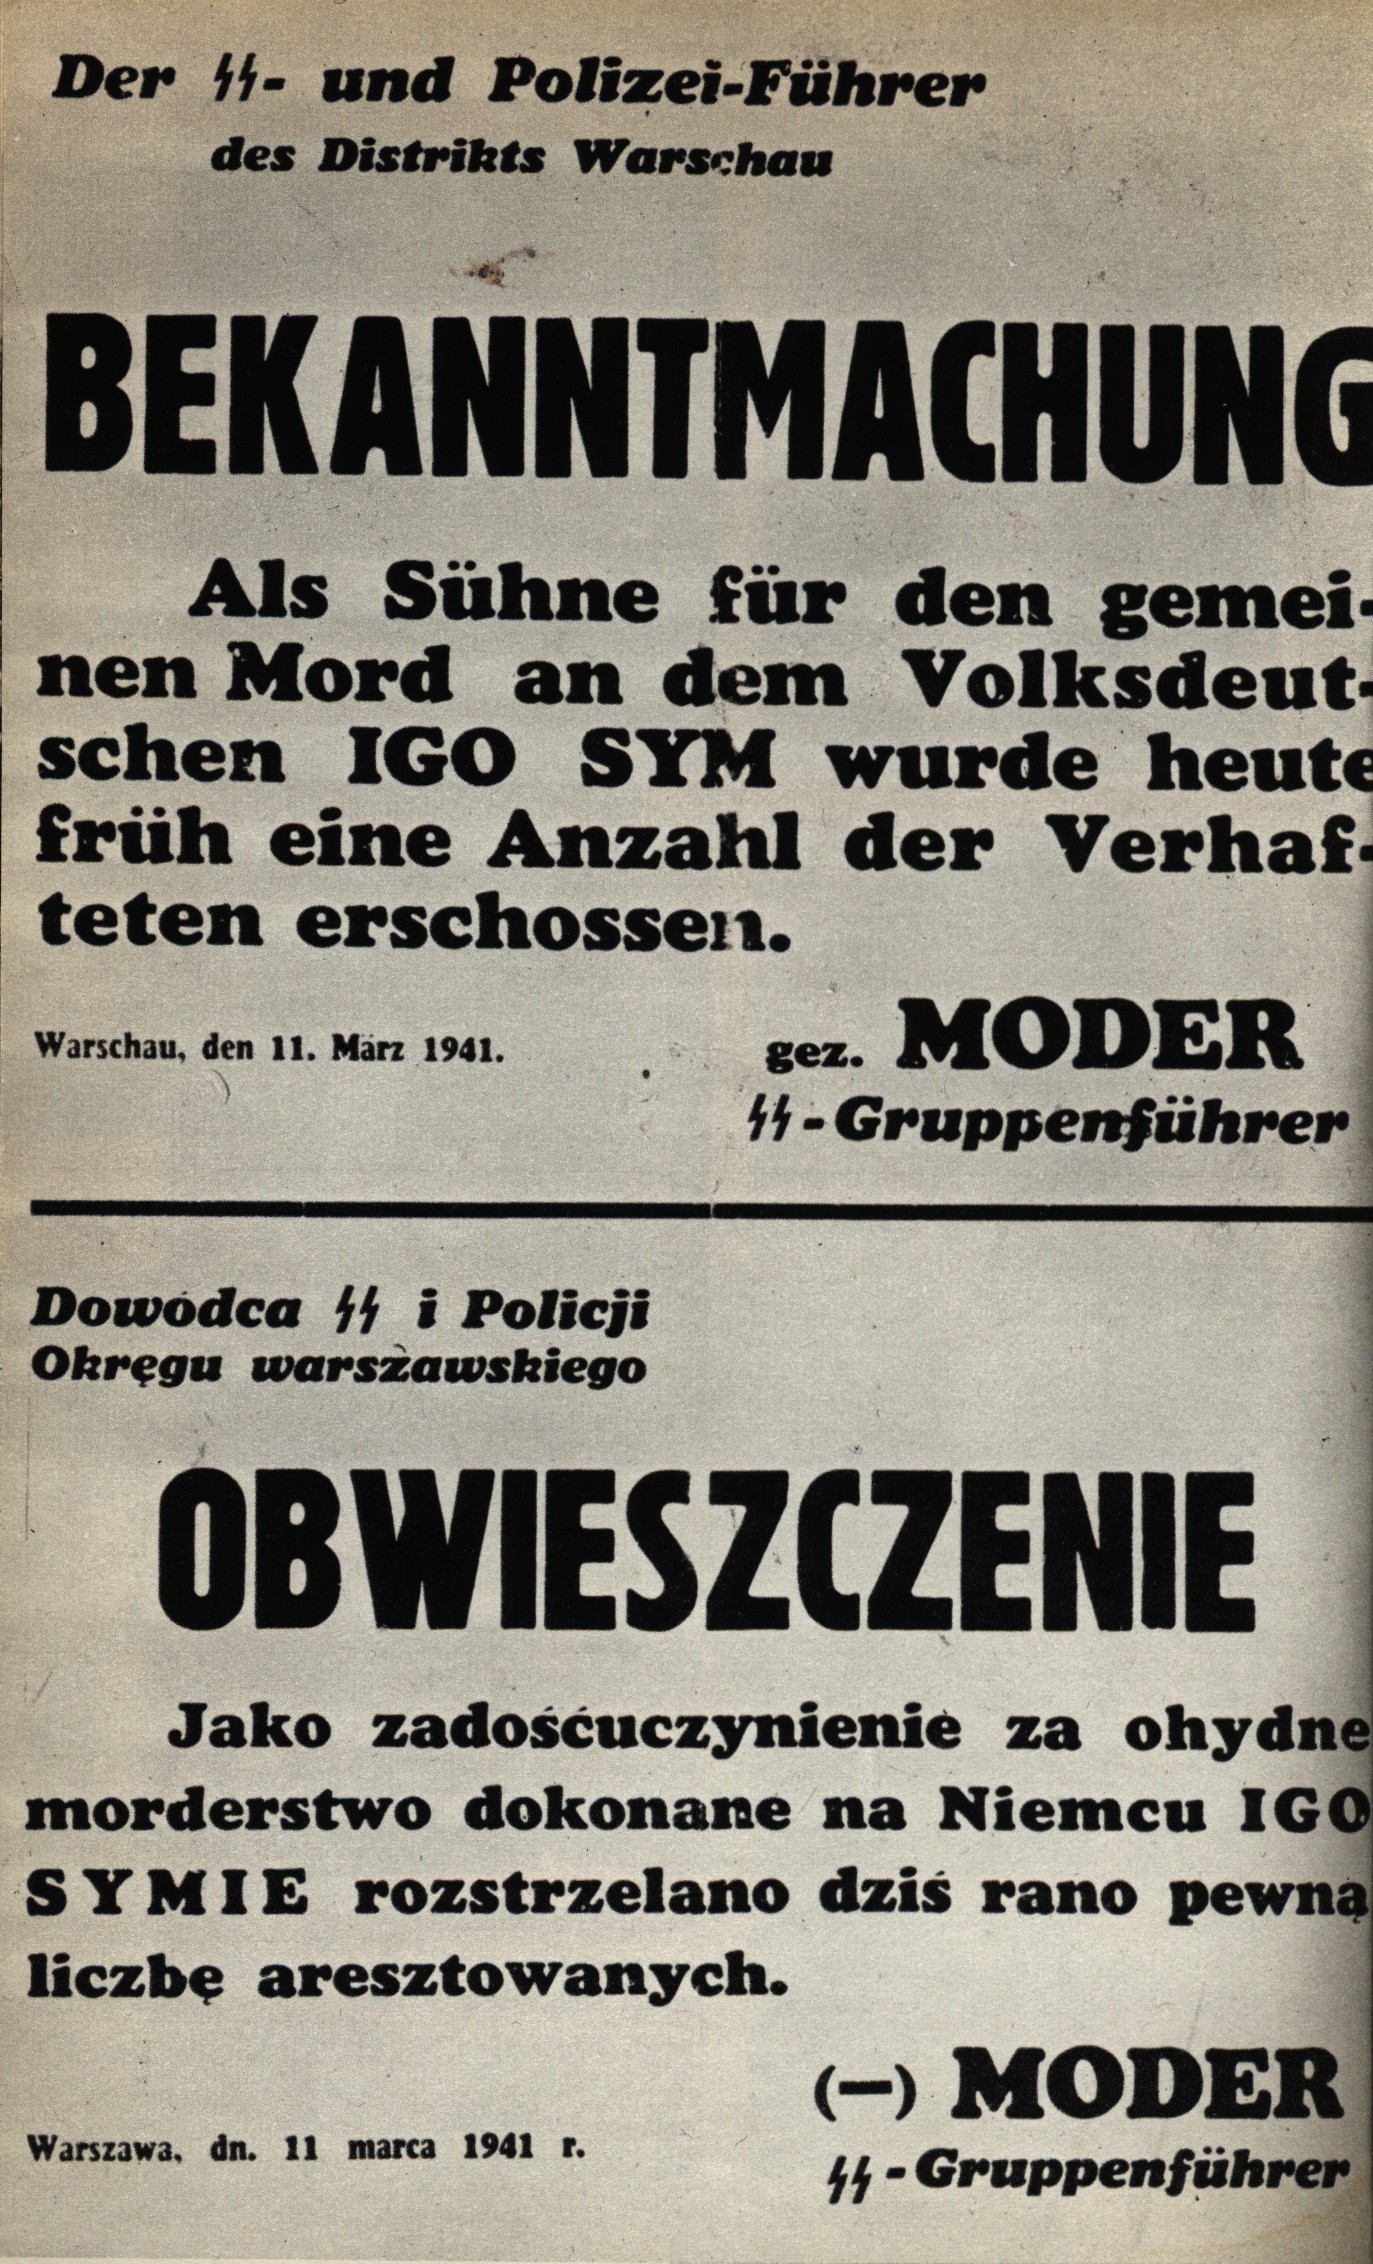 Der ᛋᛋ- und Polizei-Führer
des Distrikts Warschau
BEKANNTMACHUNG
Als Sühne für den gemei-
nen Mord an dem Volksdeut-
schen IGO SYM wurde heute
früh eine Anzahl der Verhaf-
teten erschossen.
Warschau, den 11. März 1941.
gez. MODER
ᛋᛋ-Gruppenführer
Dowódca ᛋᛋ i Policji
Okręgu warszawskiego
OBWIESZCZENIE
Jako zadośćuczynienie za ohydne
morderstwo dokonane na Niemcu IGO
SYMIE rozstrzelano dziś rano pewną
liczbę aresztowanych.
(—) MODER
Warszawa, dn. 11 marca 1941 r.
ᛋᛋ-Gruppenführer